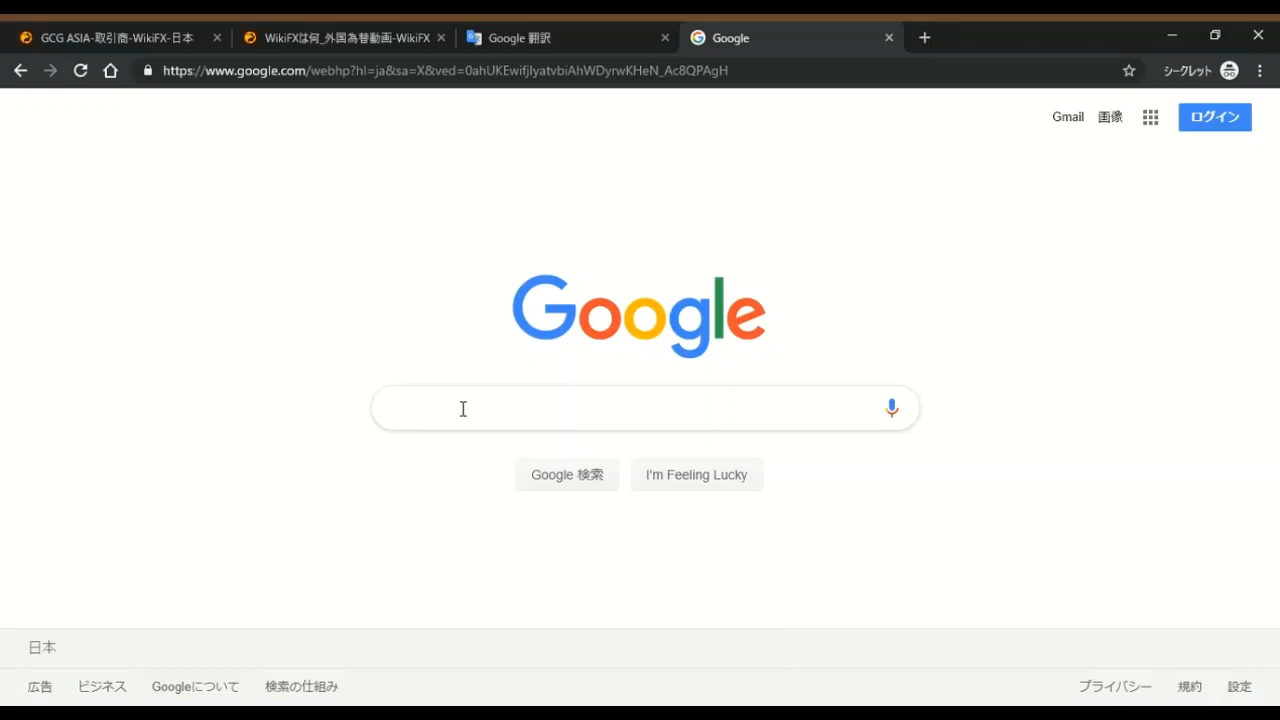 GCG ASIA-取引商-WikiFX-日本
WikiFXは何_外国為替動画-WikiFX
Google 翻訳
Google
https://www.google.com/webhp?hl=ja&sa=X&ved=0ahUKEwifjIyatvbiAhWDyrwKHeN_Ac8QPAgH
シークレット
Gmail 画像
ログイン
Google
Google 検索
I'm Feeling Lucky
日本
広告 ビジネス Googleについて 検索の仕組み
プライバシー 規約 設定